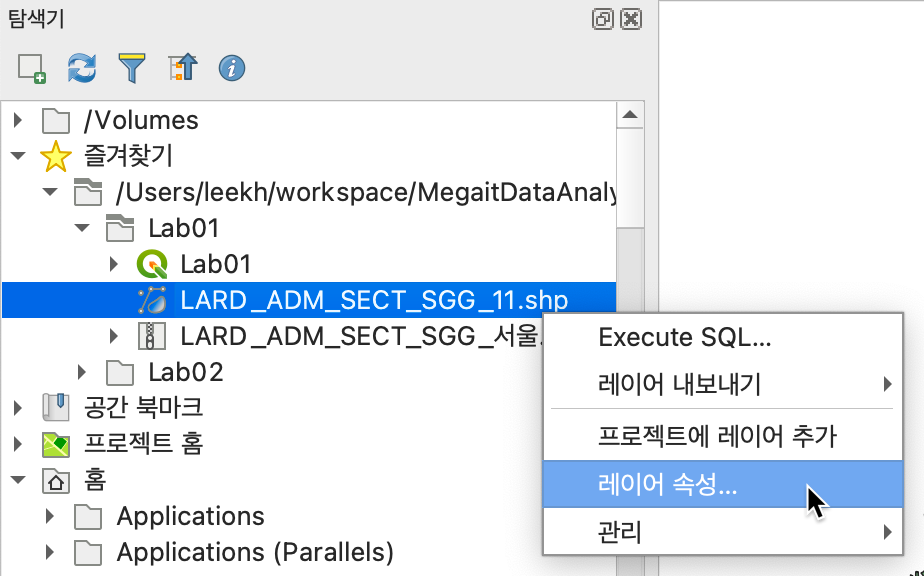 탐색기
/Volumes
즐겨찾기
/Users/leekh/workspace/MegaitDataAnaly
Lab01
Lab01
LARD_ADM_SECT_SGG_11.shp
LARD_ADM_SECT_SGG_서울.
Lab02
공간 북마크
프로젝트 홈
홈
Applications
Applications (Parallels)
Execute SQL...
레이어 내보내기
프로젝트에 레이어 추가
레이어 속성...
관리